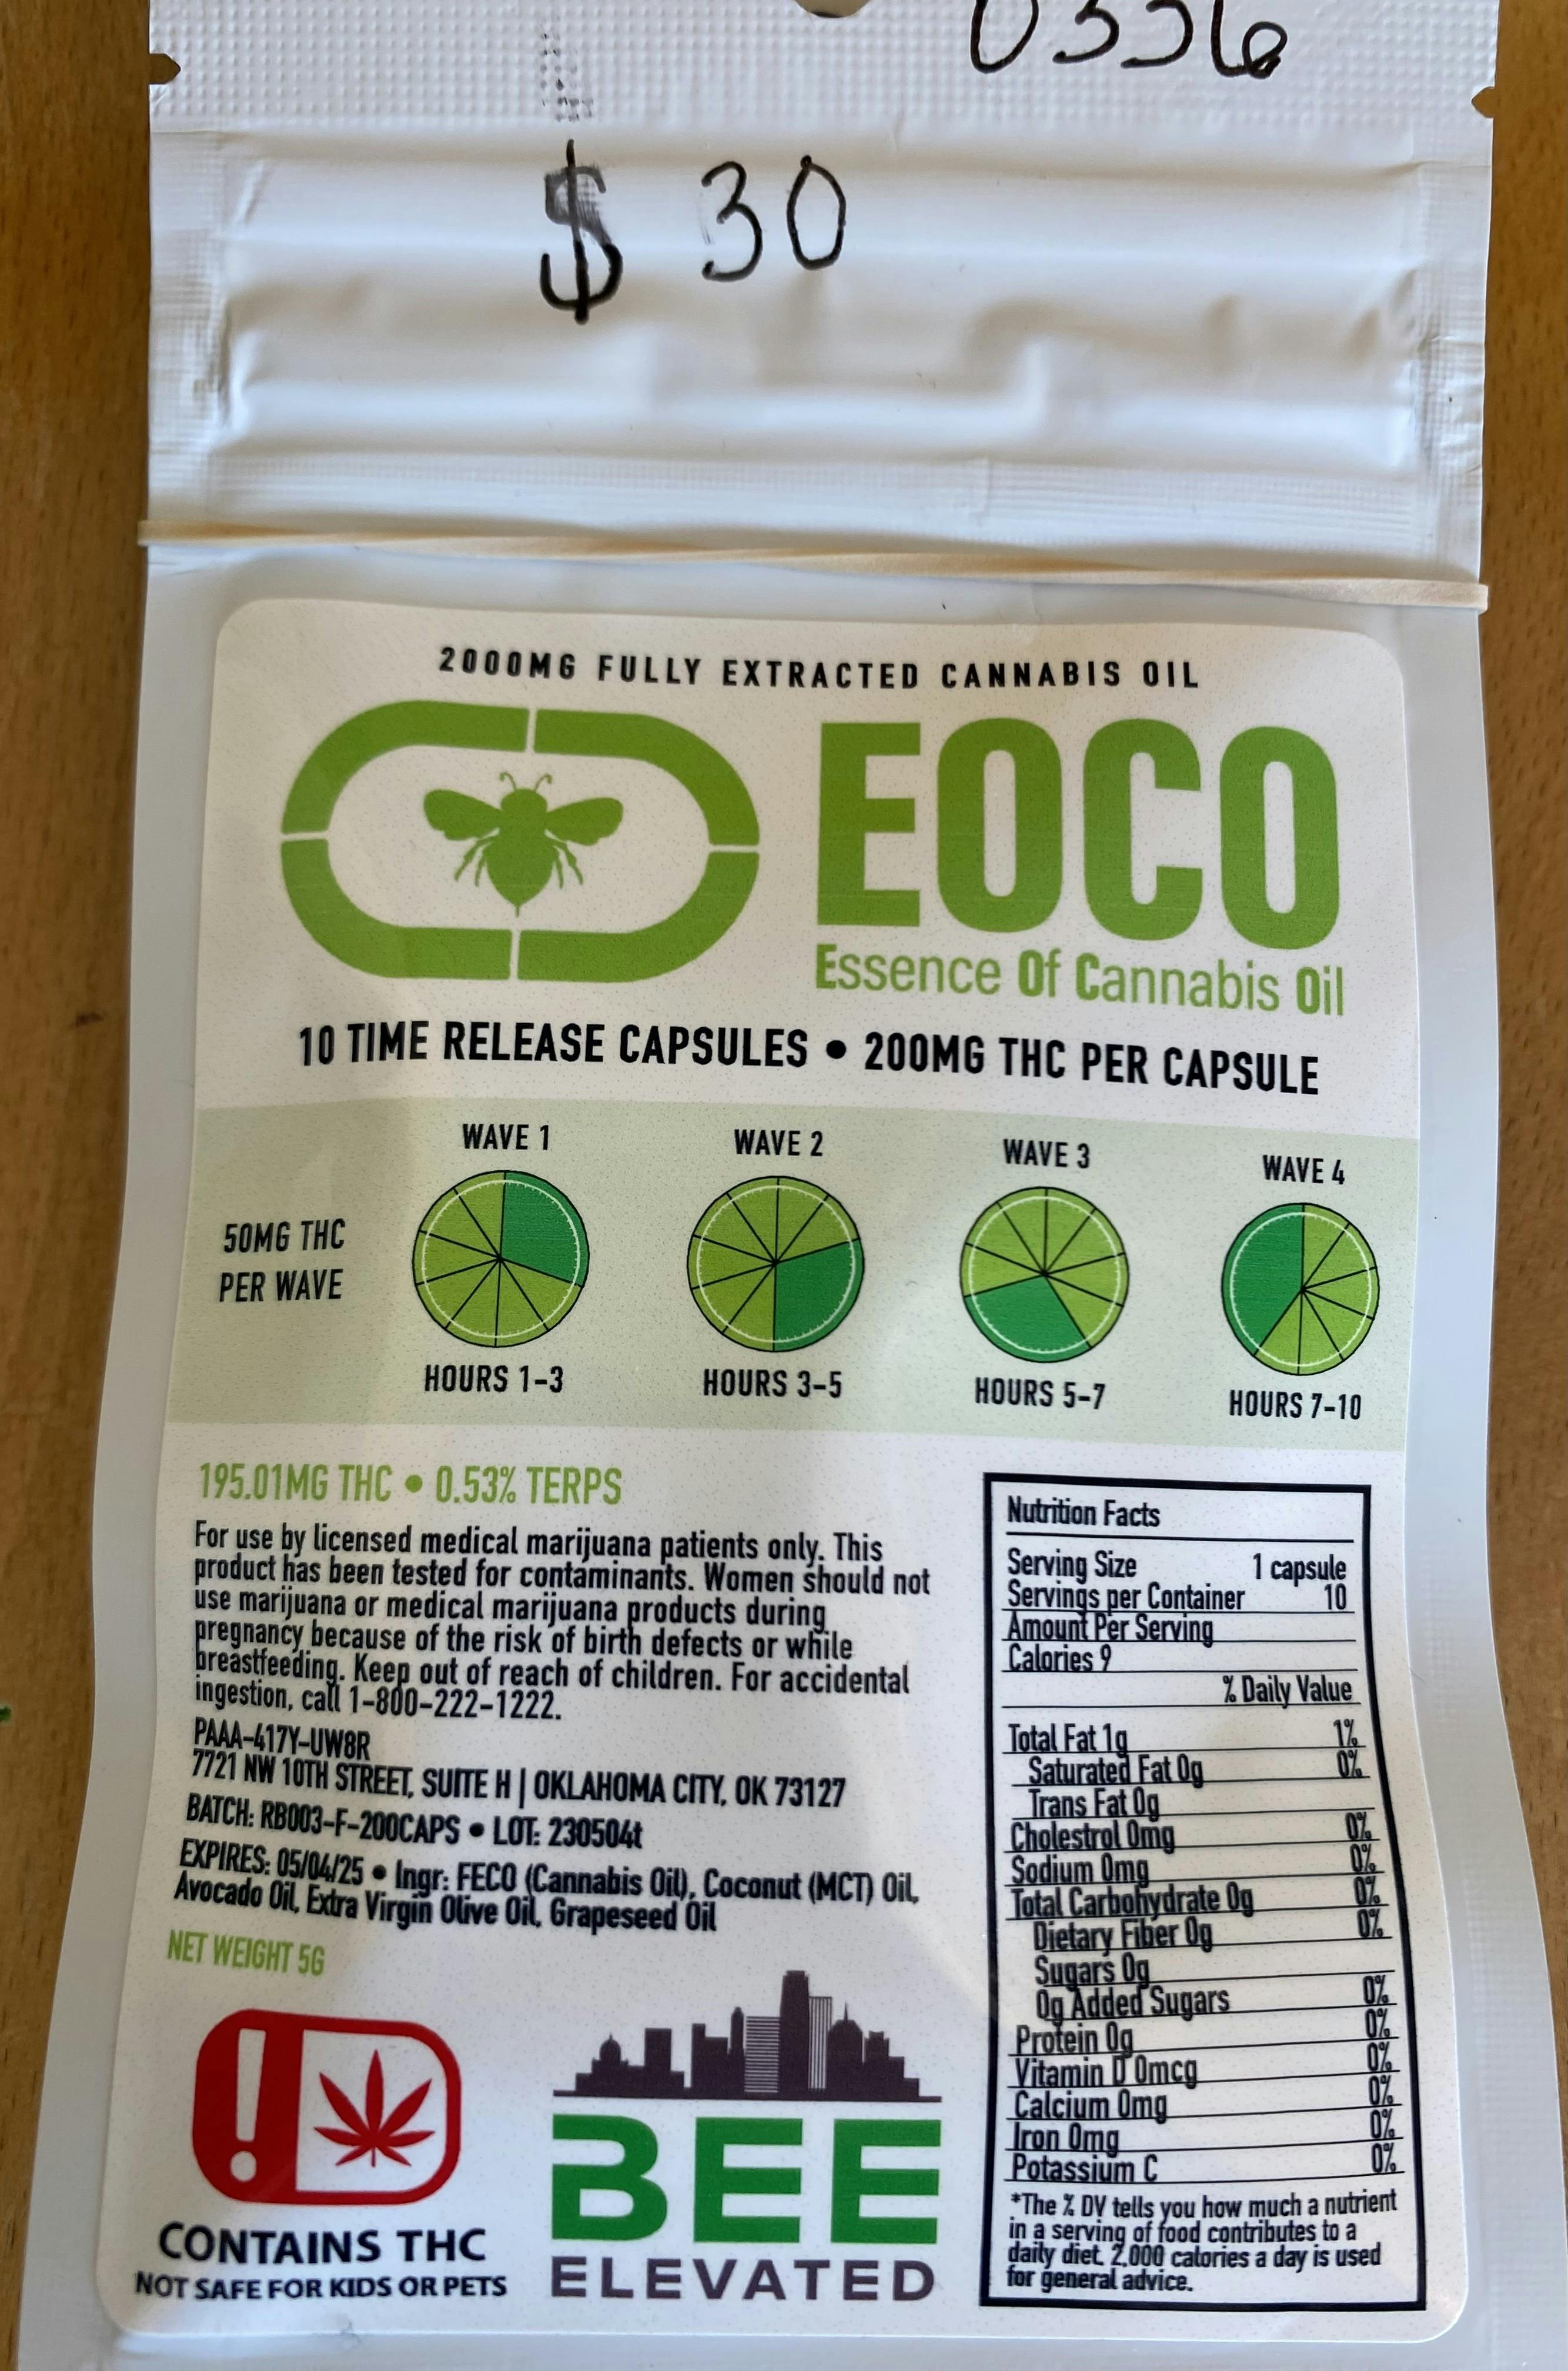 $ 30
2000MG FULLY EXTRACTED CANNABIS OIL
EOCO
Essence Of Cannabis Oil
10 TIME RELEASE CAPSULES • 200MG THC PER CAPSULE
50MG THC
PER WAVE
WAVE 1
HOURS 1-3
WAVE 2
HOURS 3-5
WAVE 3
HOURS 5-7
WAVE 4
HOURS 7-10
195.01MG THC • 0.53% TERPS
For use by licensed medical marijuana patients only. This
product has been tested for contaminants. Women should not
use marijuana or medical marijuana products during
pregnancy because of the risk of birth defects or while
breastfeeding. Keep out of reach of children. For accidental
ingestion, call 1-800-222-1222.
PAAA-417Y-UW8R
7721 NW 10TH STREET, SUITE H | OKLAHOMA CITY, OK 73127
BATCH: RB003-F-200CAPS • LOT: 230504t
EXPIRES: 05/04/25 • Ingr: FECO (Cannabis Oil), Coconut (MCT) Oil,
Avocado Oil, Extra Virgin Olive Oil, Grapeseed Oil
NET WEIGHT 5G
CONTAINS THC
NOT SAFE FOR KIDS OR PETS
BEE
ELEVATED
Nutrition Facts
Serving Size 1 capsule
Servings per Container 10
Amount Per Serving
Calories 9
% Daily Value
Total Fat 1g 1%
Saturated Fat 0g 0%
Trans Fat 0g
Cholestrol 0mg 0%
Sodium 0mg 0%
Total Carbohydrate 0g 0%
Dietary Fiber 0g 0%
Sugars 0g
0g Added Sugars 0%
Protein 0g 0%
Vitamin D 0mcg 0%
Calcium 0mg 0%
Iron 0mg 0%
Potassium C 0%
*The % DV tells you how much a nutrient
in a serving of food contributes to a
daily diet. 2,000 calories a day is used
for general advice.